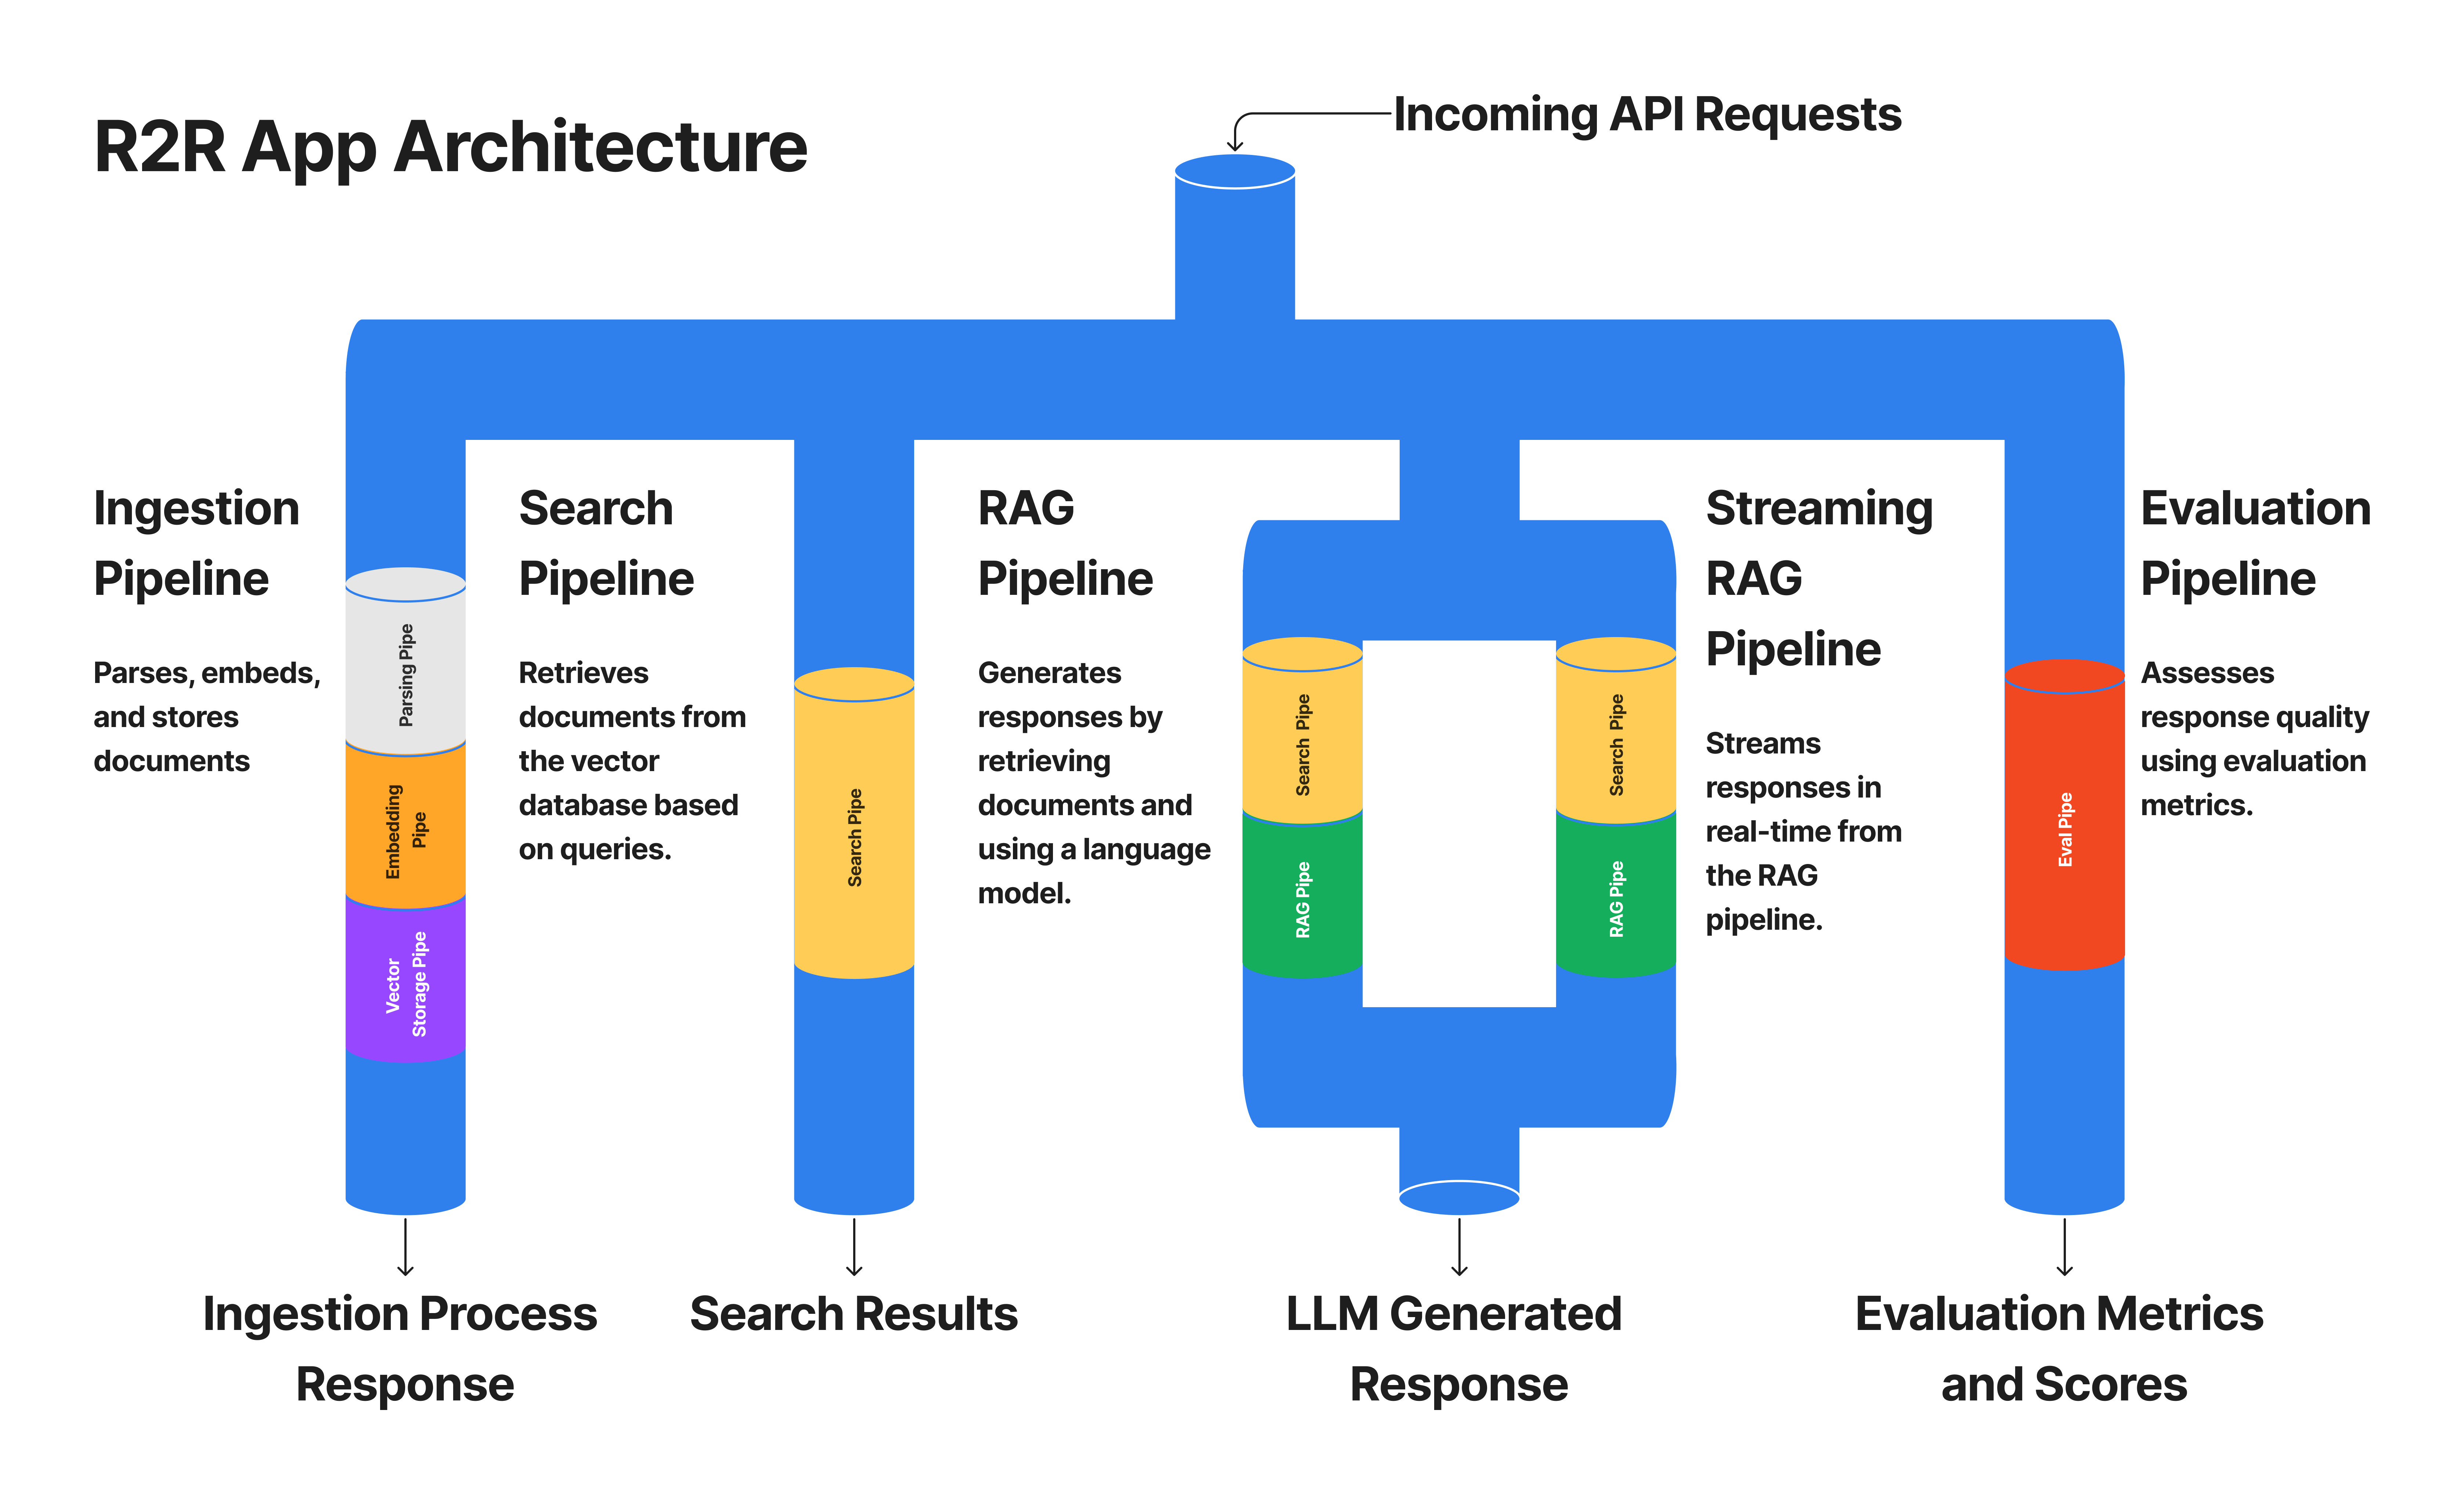 R2R App Architecture
Incoming API Requests
Ingestion
Pipeline
Parses, embeds,
and stores
documents
Parsing Pipe
Embedding
Pipe
Vector
Storage Pipe
Search
Pipeline
Retrieves
documents from
the vector
database based
on queries.
Search Pipe
RAG
Pipeline
Generates
responses by
retrieving
documents and
using a language
model.
Search Pipe
RAG Pipe
Search Pipe
RAG Pipe
Streaming
RAG
Pipeline
Streams
responses in
real-time from
the RAG
pipeline.
Eval Pipe
Evaluation
Pipeline
Assesses
response quality
using evaluation
metrics.
Ingestion Process
Response
Search Results
LLM Generated
Response
Evaluation Metrics
and Scores